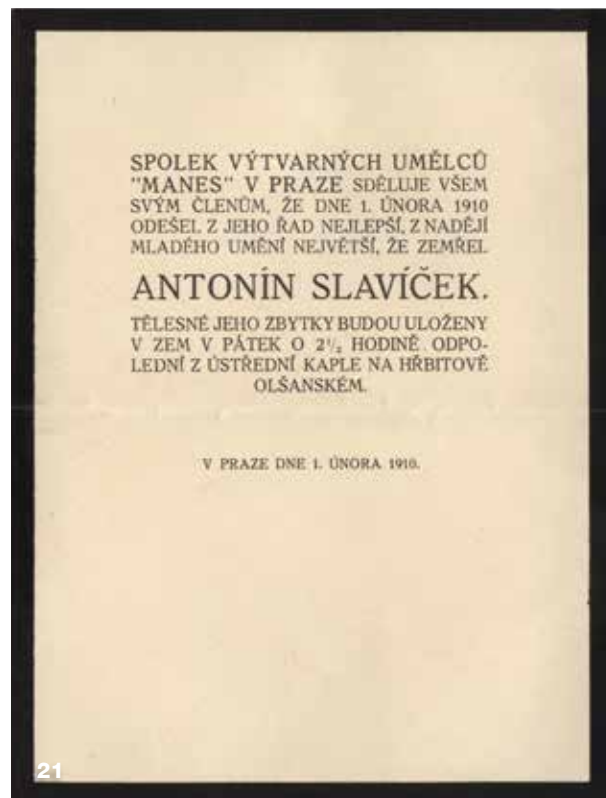 SPOLEK VÝTVARNÝCH UMĚLCŮ
"MANES" V PRAZE SDĚLUJE VŠEM
SVÝM ČLENŮM, ŽE DNE 1. ÚNORA 1910
ODEŠEL Z JEHO ŘAD NEJLEPŠÍ, Z NADĚJÍ
MLADÉHO UMĚNÍ NEJVĚTŠÍ, ŽE ZEMŘEL
ANTONÍN SLAVÍČEK.
TĚLESNÉ JEHO ZBYTKY BUDOU ULOŽENY
V ZEM V PÁTEK O 2½ HODINĚ ODPO-
LEDNÍ Z ÚSTŘEDNÍ KAPLE NA HŘBITOVĚ
OLŠANSKÉM.
V PRAZE DNE 1. ÚNORA 1910.
21